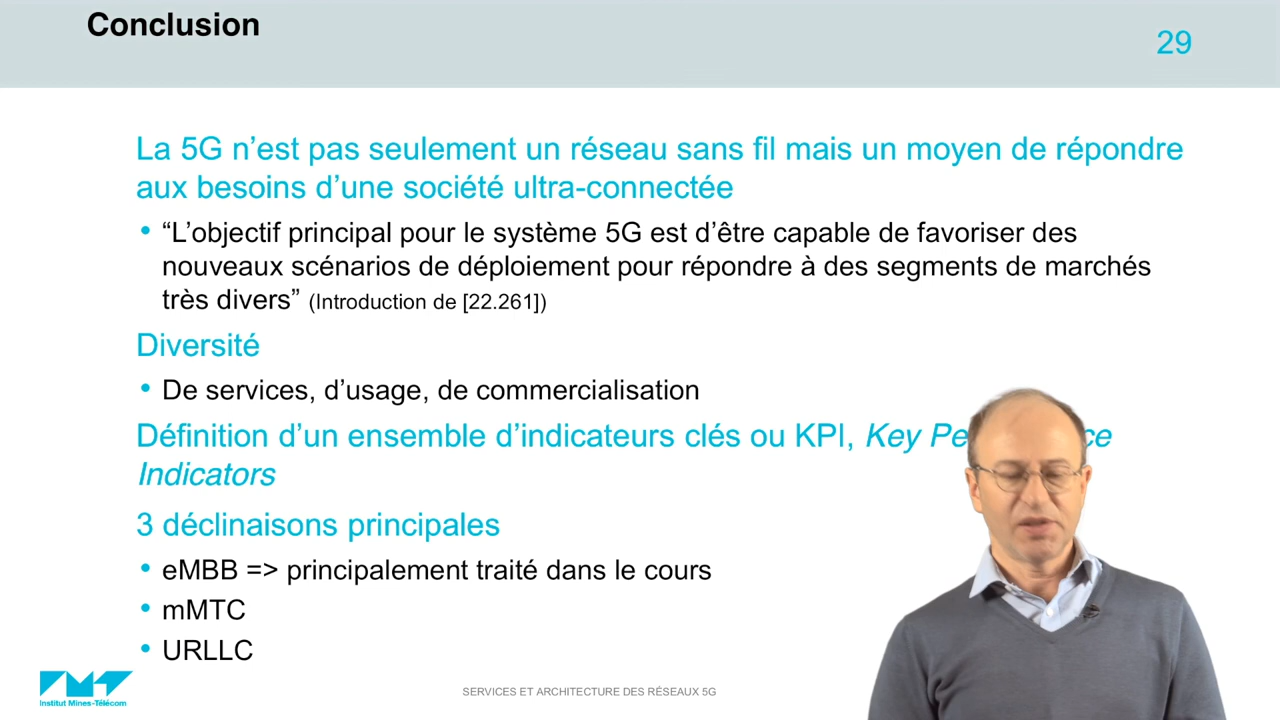 Conclusion
29
La 5G n’est pas seulement un réseau sans fil mais un moyen de répondre
aux besoins d’une société ultra-connectée
• “L’objectif principal pour le système 5G est d’être capable de favoriser des
nouveaux scénarios de déploiement pour répondre à des segments de marchés
très divers” (Introduction de [22.261])
Diversité
• De services, d’usage, de commercialisation
Définition d’un ensemble d’indicateurs clés ou KPI, Key
Indicators
3 déclinaisons principales
• eMBB => principalement traité dans le cours
• mMTC
• URLLC
Institut Mines-Télécom
SERVICES ET ARCHITECTURE DES RÉSEAUX 5G